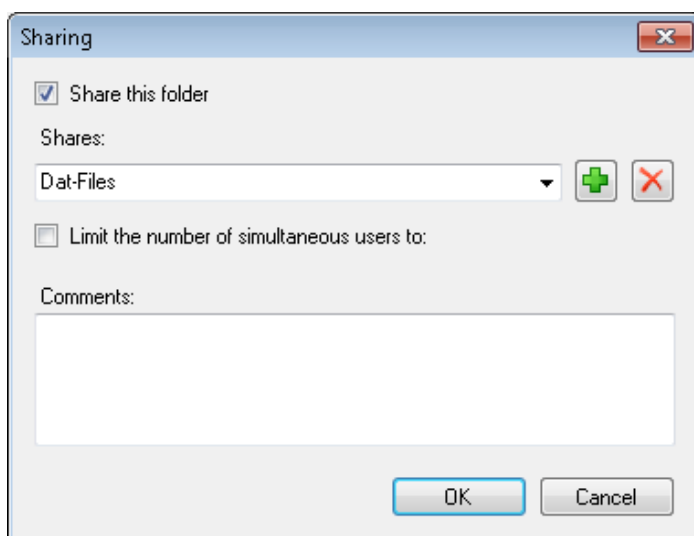 Sharing
Share this folder
Shares:
Dat-Files
Limit the number of simultaneous users to:
Comments:
OK Cancel